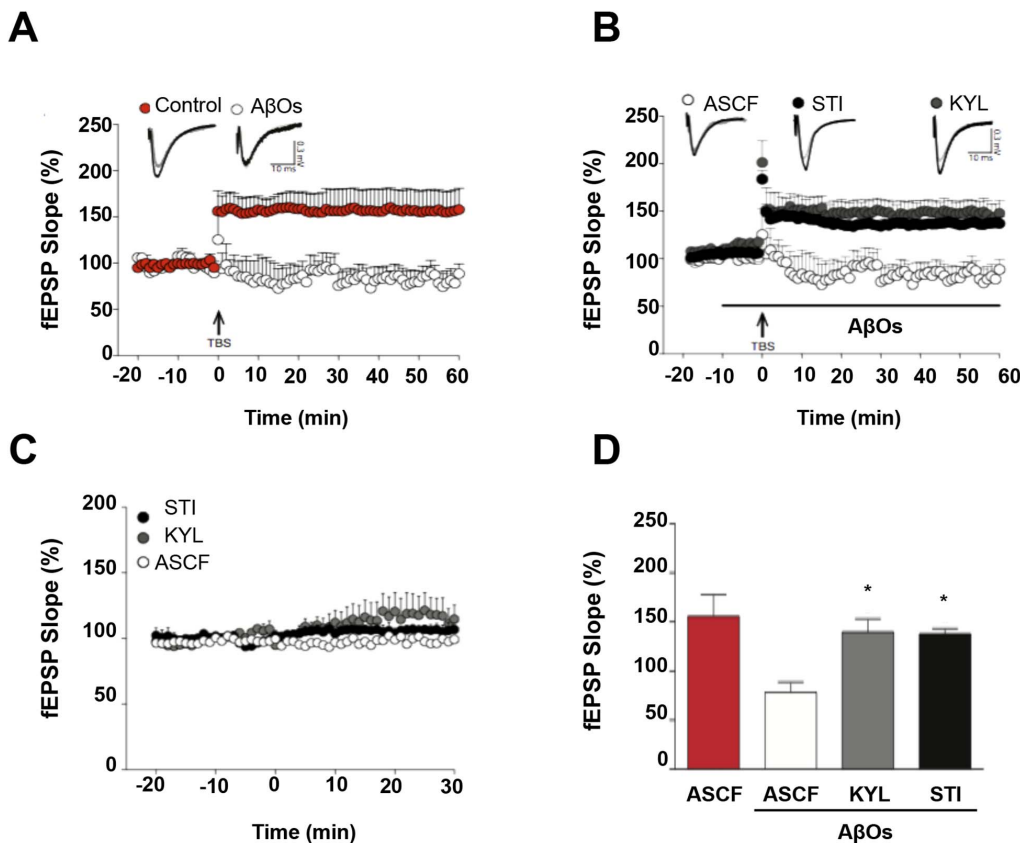 A
Control
AβOs
0.3 mV
10 ms
250
200
150
100
50
0
fEPSP Slope (%)
TBS
-20
-10
0
10
20
30
40
50
60
Time (min)
B
ASCF
STI
KYL
0.3 mV
10 ms
250
200
150
100
50
0
fEPSP Slope (%)
AβOs
TBS
-20
-10
0
10
20
30
40
50
60
Time (min)
C
STI
KYL
ASCF
200
150
100
50
0
fEPSP Slope (%)
-20
-10
0
10
20
30
Time (min)
D
250
200
150
100
50
0
fEPSP Slope (%)
*
*
ASCF
ASCF
KYL
STI
AβOs